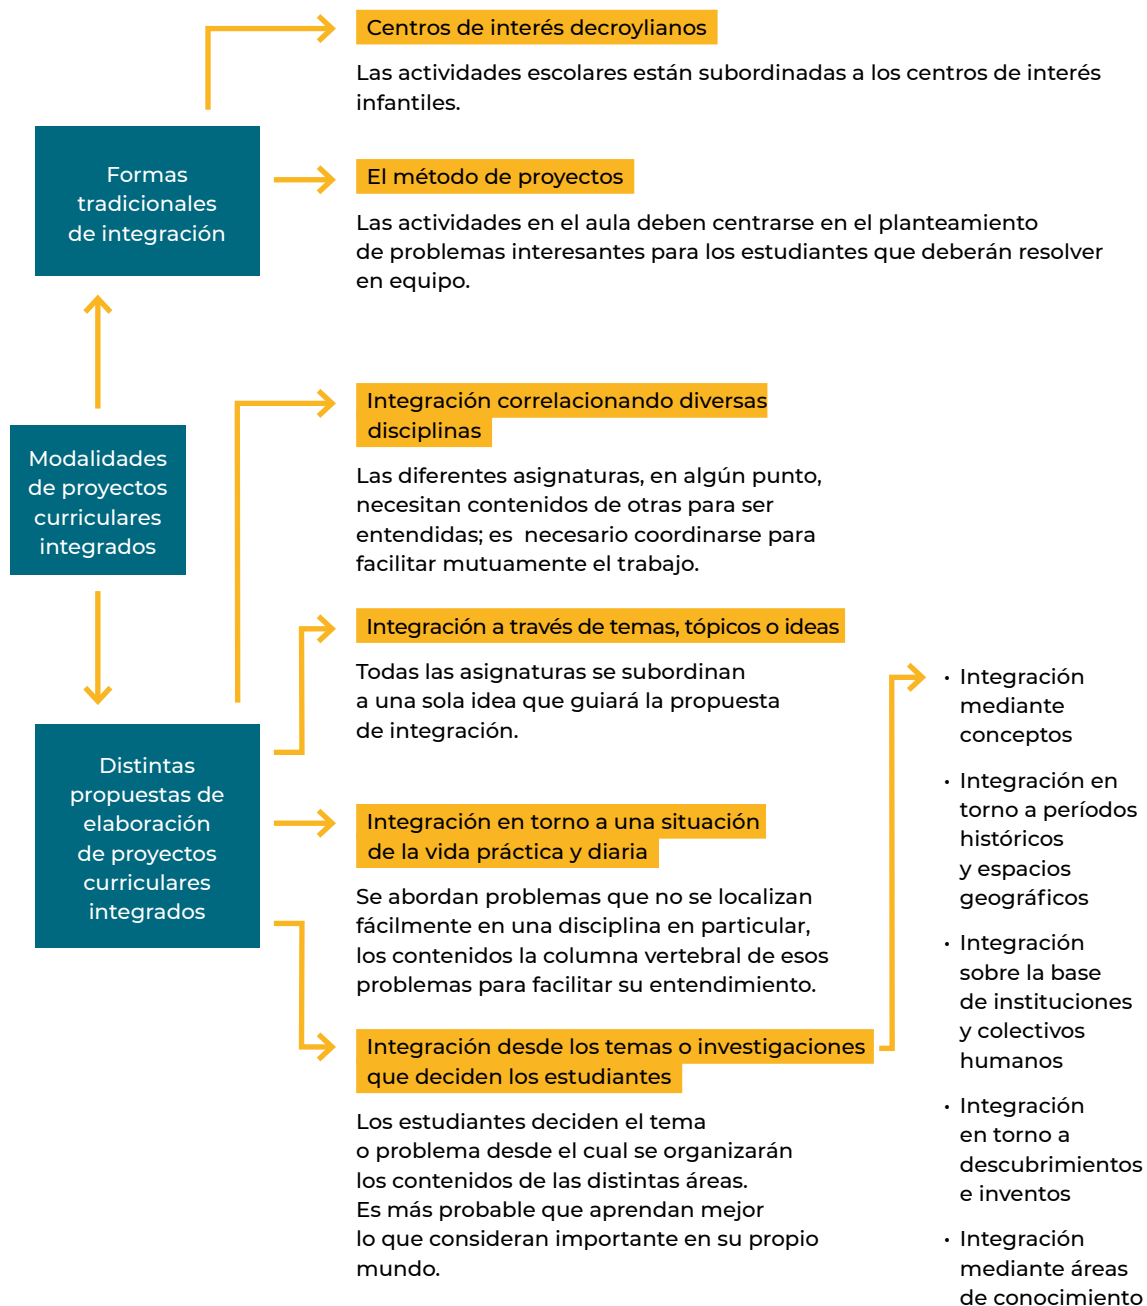 Centros de interés decroylianos
Las actividades escolares están subordinadas a los centros de interés
infantiles.
Formas
tradicionales
de integración
El método de proyectos
Las actividades en el aula deben centrarse en el planteamiento
de problemas interesantes para los estudiantes que deberán resolver
en equipo.
Modalidades
de proyectos
curriculares
integrados
Integración correlacionando diversas
disciplinas
Las diferentes asignaturas, en algún punto,
necesitan contenidos de otras para ser
entendidas; es necesario coordinarse para
facilitar mutuamente el trabajo.
Integración a través de temas, tópicos o ideas
Todas las asignaturas se subordinan
a una sola idea que guiará la propuesta
de integración.
Distintas
propuestas de
elaboración
de proyectos
curriculares
integrados
Integración en torno a una situación
de la vida práctica y diaria
Se abordan problemas que no se localizan
fácilmente en una disciplina en particular,
los contenidos la columna vertebral de esos
problemas para facilitar su entendimiento.
Integración desde los temas o investigaciones
que deciden los estudiantes
Los estudiantes deciden el tema
o problema desde el cual se organizarán
los contenidos de las distintas áreas.
Es más probable que aprendan mejor
lo que consideran importante en su propio
mundo.
· Integración
mediante
conceptos
· Integración en
torno a períodos
históricos
y espacios
geográficos
· Integración
sobre la base
de instituciones
y colectivos
humanos
· Integración
en torno a
descubrimientos
e inventos
· Integración
mediante áreas
de conocimiento